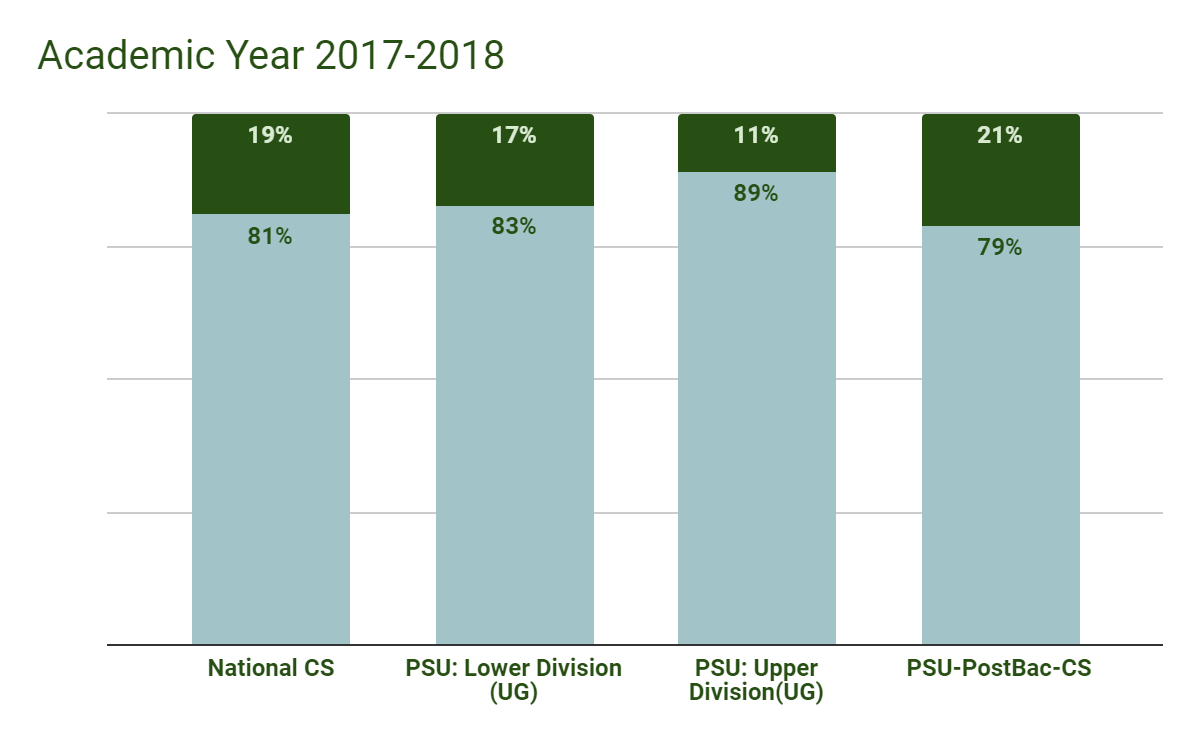 Academic Year 2017-2018
19%
17%
11%
21%
81%
83%
89%
79%
National CS
PSU: Lower Division
(UG)
PSU: Upper
Division(UG)
PSU-PostBac-CS